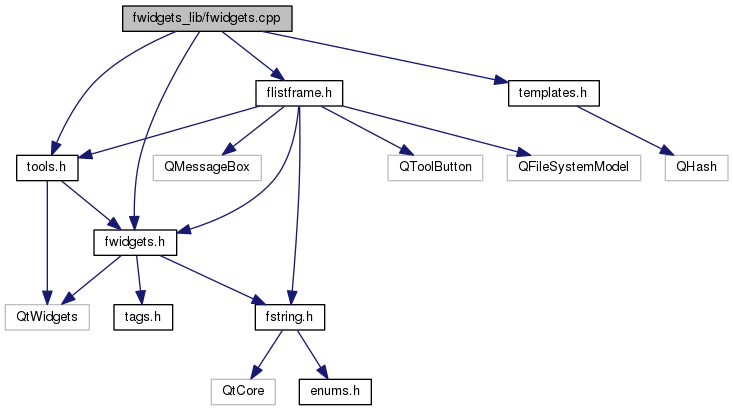 fwidgets_lib/fwidgets.cpp
flistframe.h
templates.h
tools.h
QMessageBox
QToolButton
QFileSystemModel
QHash
fwidgets.h
QtWidgets
tags.h
fstring.h
QtCore
enums.h